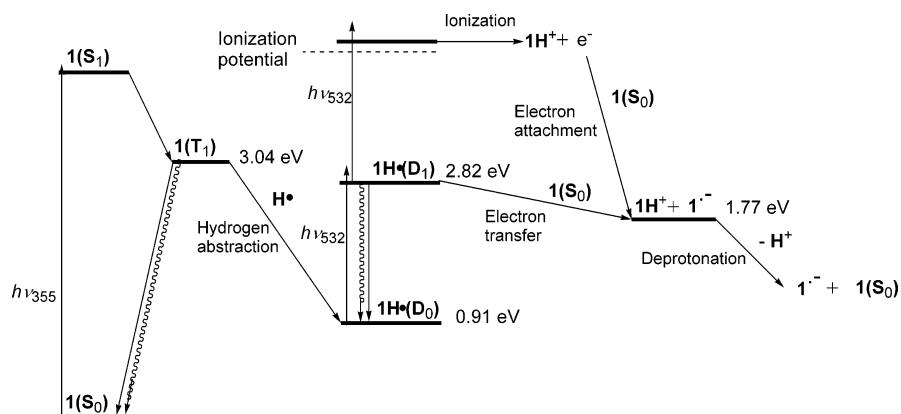 Ionization
Ionization
potential
1H⁺ + e⁻
1(S₁)
hν₅₃₂
1(S₀)
Electron
attachment
1(T₁)
3.04 eV
1H•(D₁)
2.82 eV
1(S₀)
H•
Hydrogen
abstraction
hν₅₃₂
Electron
transfer
1H⁺ + 1·⁻
1.77 eV
- H⁺
Deprotonation
hν₃₅₅
1·⁻ + 1(S₀)
1H•(D₀)
0.91 eV
1(S₀)